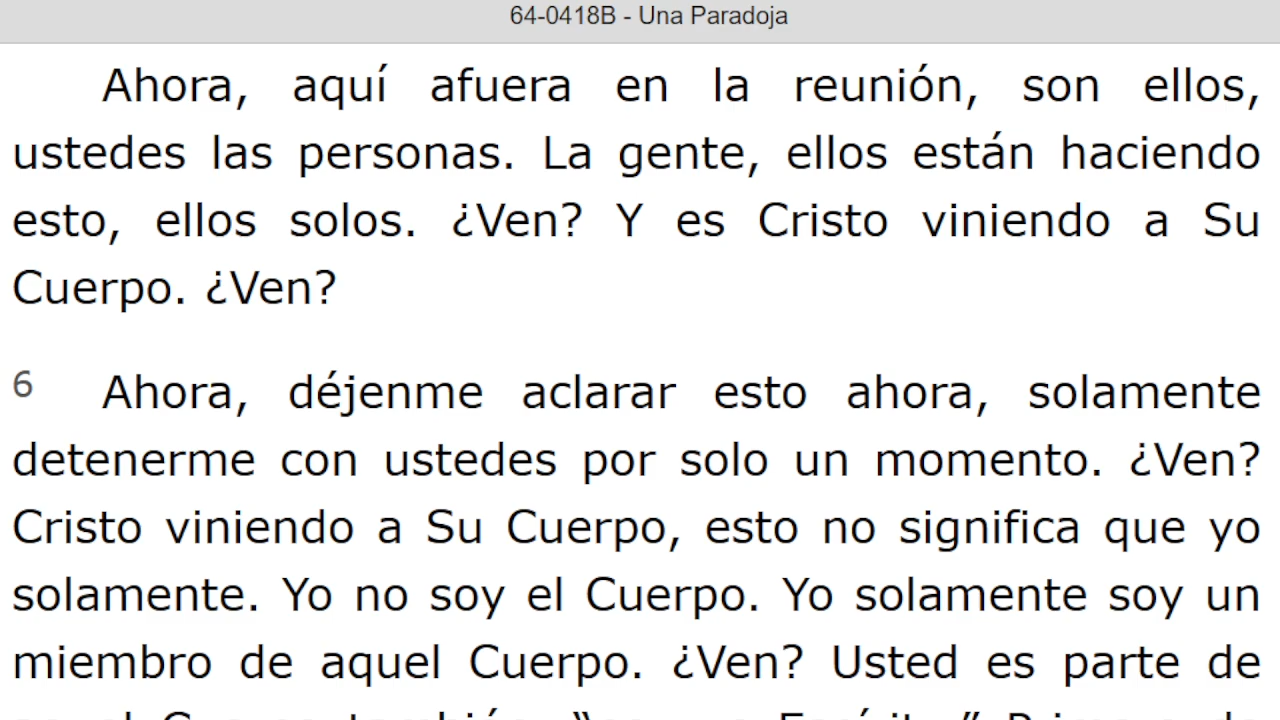 64-0418B - Una Paradoja
Ahora, aquí afuera en la reunión, son ellos,
ustedes las personas. La gente, ellos están haciendo
esto, ellos solos. ¿Ven? Y es Cristo viniendo a Su
Cuerpo. ¿Ven?
6 Ahora, déjenme aclarar esto ahora, solamente
detenerme con ustedes por solo un momento. ¿Ven?
Cristo viniendo a Su Cuerpo, esto no significa que yo
solamente. Yo no soy el Cuerpo. Yo solamente soy un
miembro de aquel Cuerpo. ¿Ven? Usted es parte de